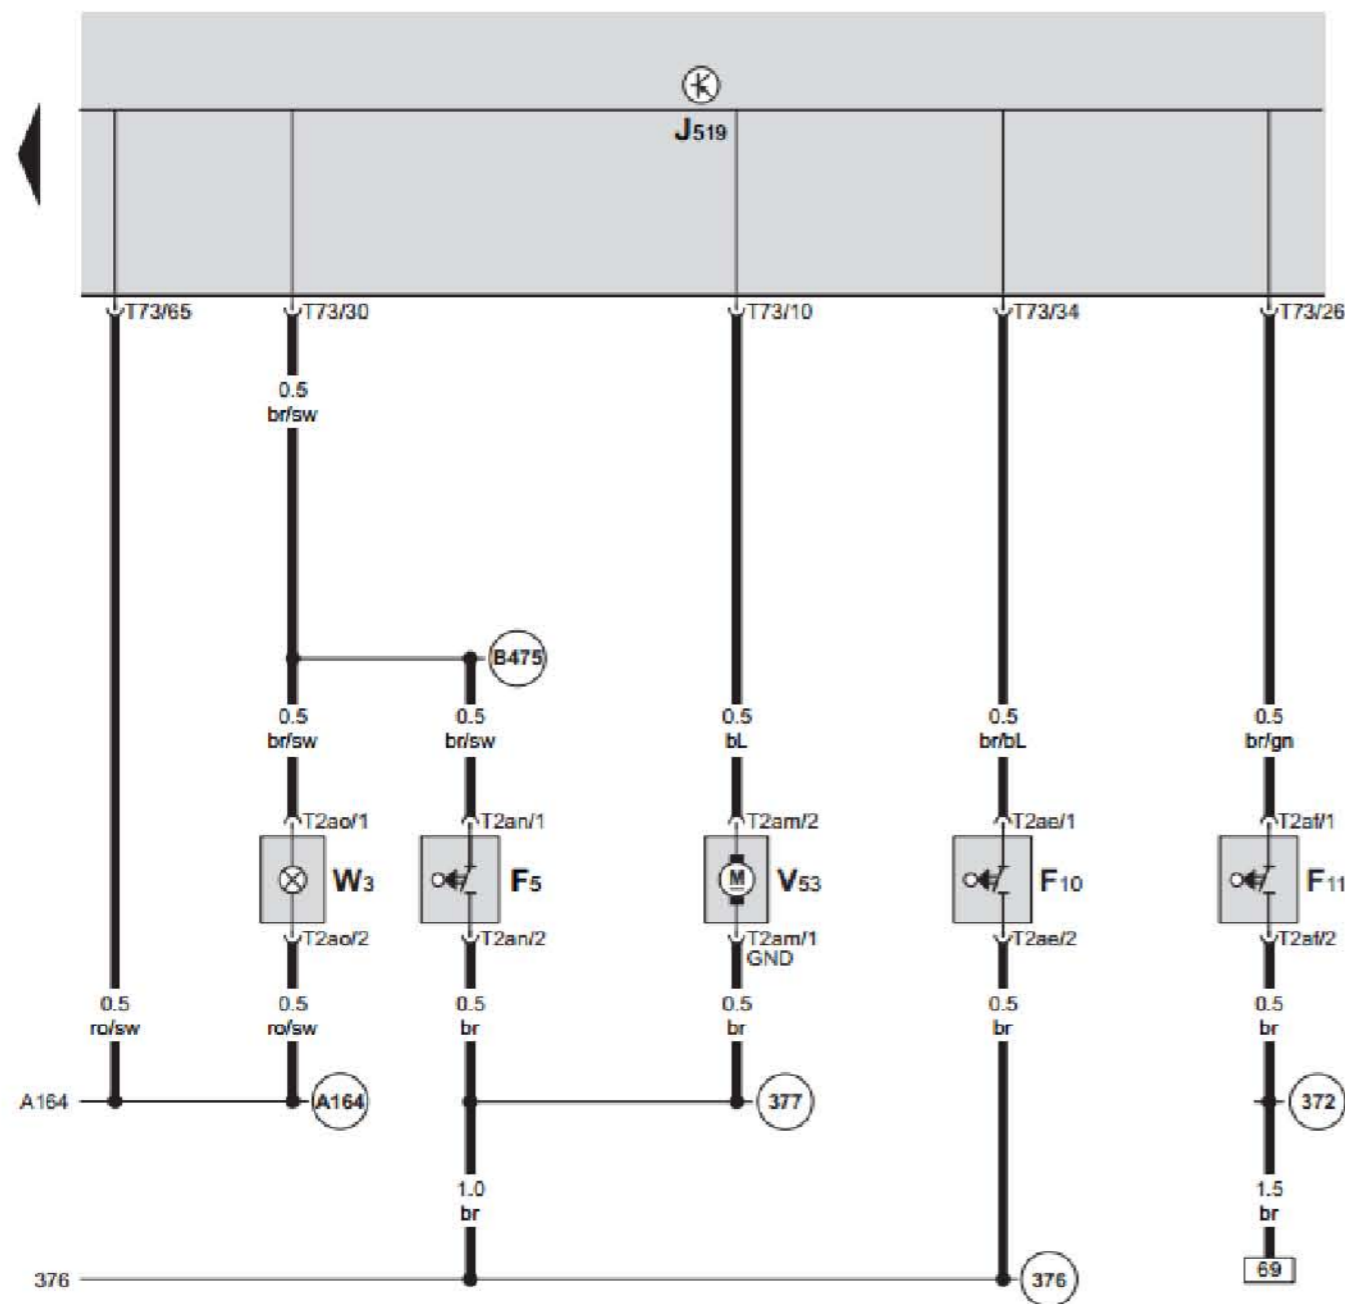 J519
T73/65 T73/30 T73/10 T73/34 T73/26
0.5
br/sw
B475
0.5 0.5 0.5 0.5 0.5
br/sw br/sw bL br/bL br/gn
T2ao/1 T2an/1 T2am/2 T2ae/1 T2af/1
W3 F5 M V53 F10 F11
T2ao/2 T2an/2 T2am/1 T2ae/2 T2af/2
GND
0.5 0.5 0.5 0.5 0.5 0.5
ro/sw ro/sw br br br br
A164 A164 377 372
1.0 1.5
br br
376 376 69